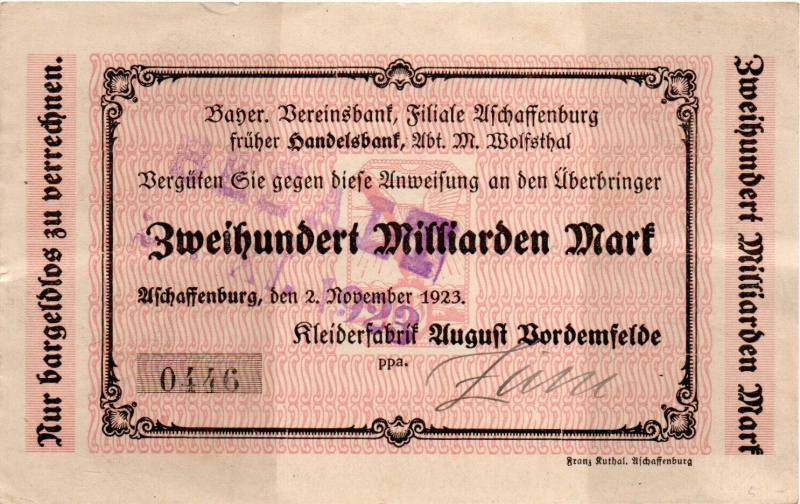 Nur bargeldlos zu verrechnen.
Bayer. Vereinsbank, Filiale Aschaffenburg
früher Handelsbank, Abt. M. Wolfsthal
Vergüten Sie gegen diese Anweisung an den Überbringer
Zweihundert Milliarden Mark
Aschaffenburg, den 2. November 1923.
Kleiderfabrik August Vordemfelde
ppa.
0446
Zweihundert Milliarden Mark
Franz Kuthal. Aschaffenburg
BEZAHLT
1923